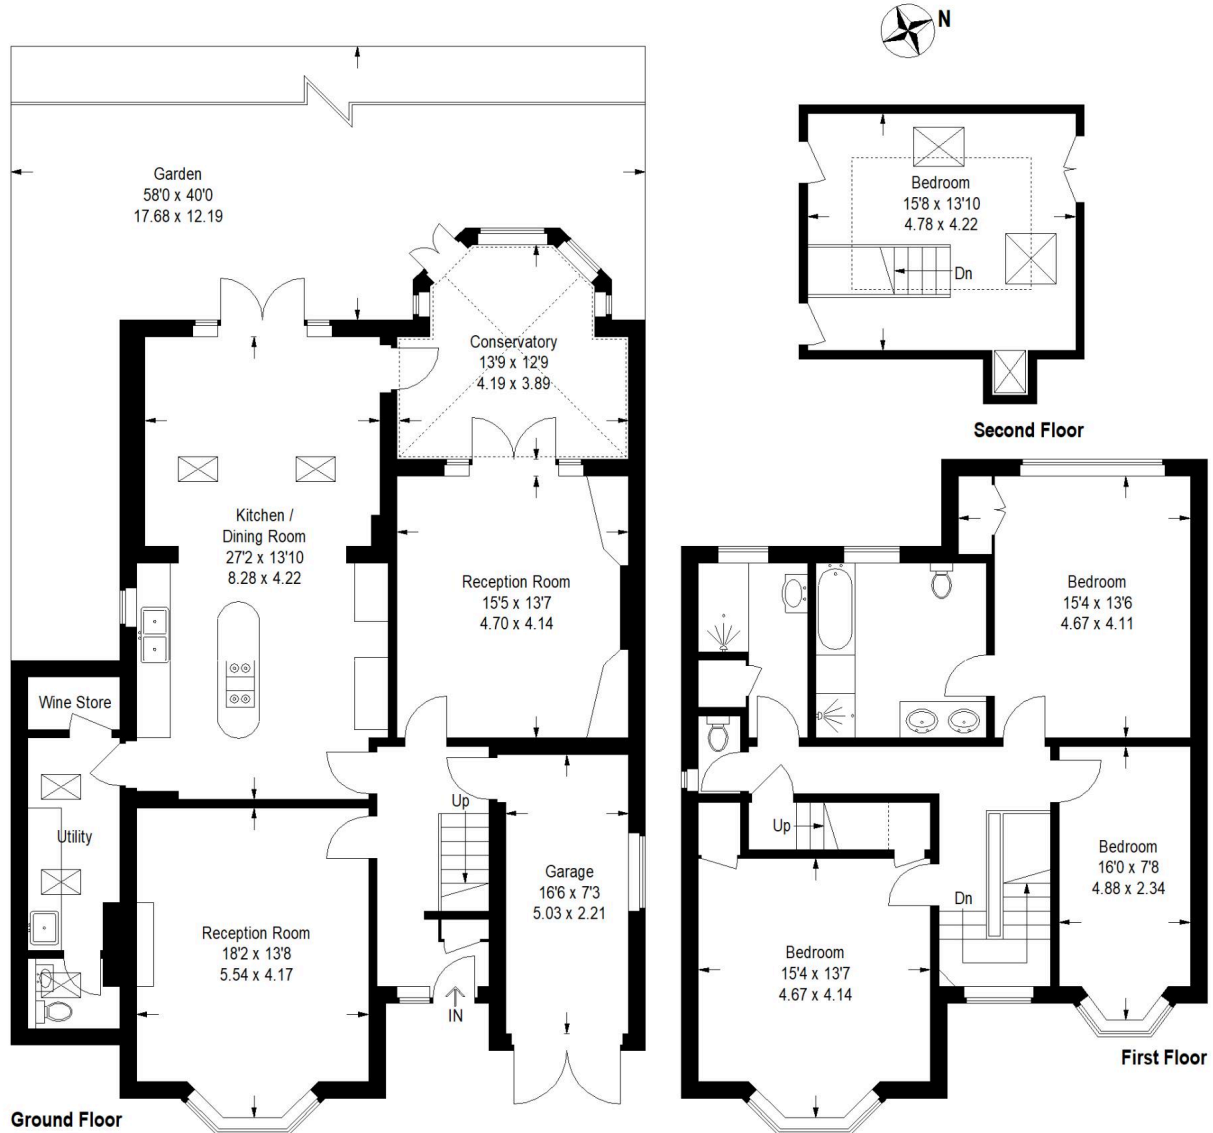 N
Garden
58'0 x 40'0
17.68 x 12.19
Conservatory
13'9 x 12'9
4.19 x 3.89
Kitchen /
Dining Room
27'2 x 13'10
8.28 x 4.22
Reception Room
15'5 x 13'7
4.70 x 4.14
Wine Store
Utility
Up
Garage
16'6 x 7'3
5.03 x 2.21
Reception Room
18'2 x 13'8
5.54 x 4.17
IN
Ground Floor
Bedroom
15'8 x 13'10
4.78 x 4.22
Dn
Second Floor
Bedroom
15'4 x 13'6
4.67 x 4.11
Up
Bedroom
16'0 x 7'8
4.88 x 2.34
Dn
Bedroom
15'4 x 13'7
4.67 x 4.14
First Floor